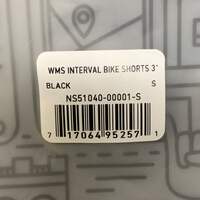 WMS INTERVAL BIKE SHORTS 3"
BLACK S
NS51040-00001-S
7 17064 95257 1